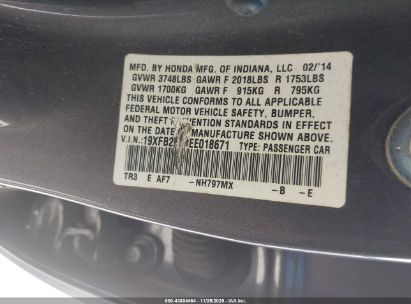 MFD. BY HONDA MFG. OF INDIANA, LLC 02/'14
GVWR 3748LBS GAWR F 2018LBS R 1753LBS
GVWR 1700KG GAWR F 915KG R 795KG
THIS VEHICLE CONFORMS TO ALL APPLICABLE
FEDERAL MOTOR VEHICLE SAFETY, BUMPER,
AND THEFT PREVENTION STANDARDS IN EFFECT
ON THE DATE OF MANUFACTURE SHOWN ABOVE.
V.I.N.: TYPE: PASSENGER CAR
TR3 E AF7 -NH797MX -B -E